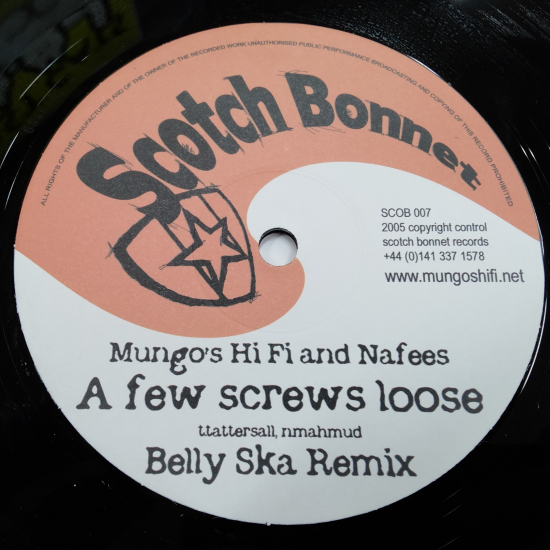 ALL RIGHTS OF THE MANUFACTURER AND OF THE OWNER OF THE RECORDED WORK UNAUTHORISED PUBLIC PERFORMANCE BROADCASTING AND COPYING OF THIS RECORD PROHIBITED
Scotch Bonnet
SCOB 007
2005 copyright control
scotch bonnet records
+44 (0)141 337 1578
www.mungoshifi.net
Mungo's Hi Fi and Nafees
A few screws loose
t.tattersall, nmahmud
Belly Ska Remix